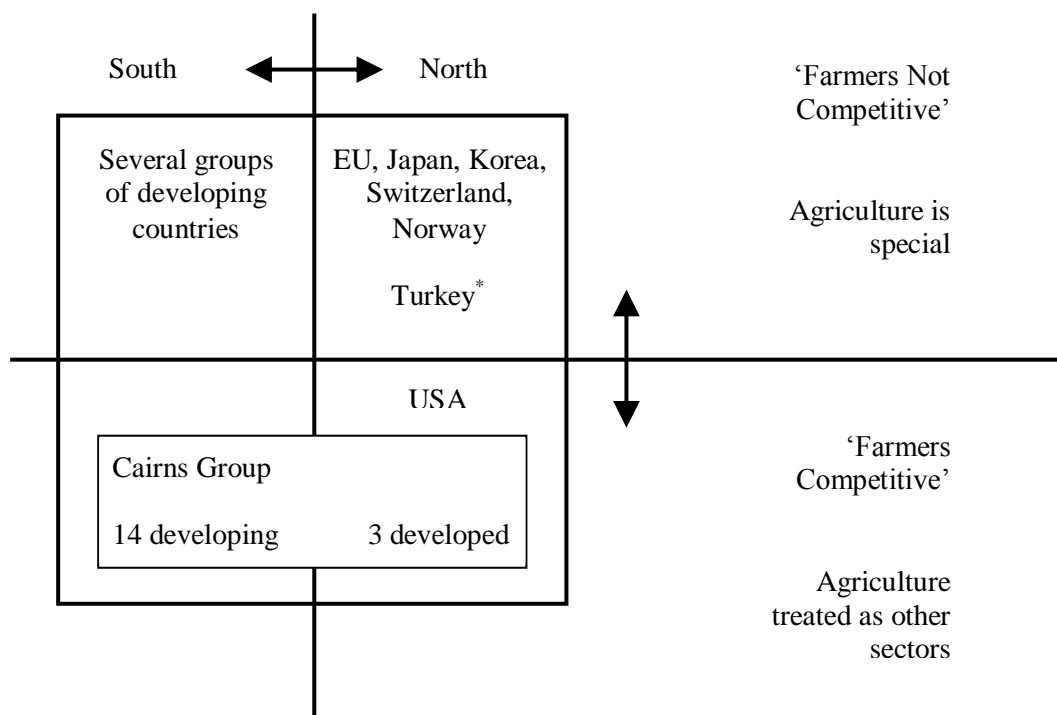 South
North
‘Farmers Not
Competitive’
Several groups
of developing
countries
EU, Japan, Korea,
Switzerland,
Norway
Turkey*
Agriculture is
special
USA
Cairns Group
14 developing
3 developed
‘Farmers
Competitive’
Agriculture
treated as other
sectors